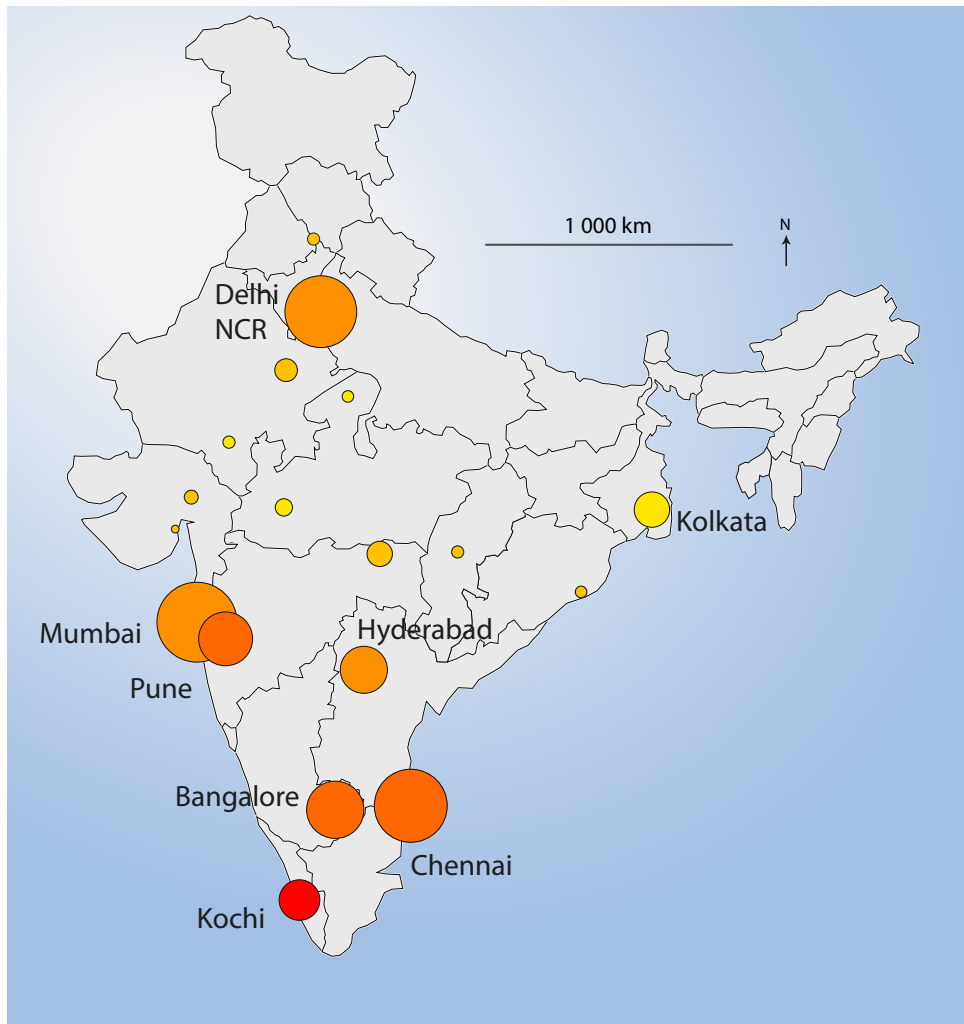 1 000 km
N
Delhi
NCR
Kolkata
Mumbai
Hyderabad
Pune
Bangalore
Chennai
Kochi